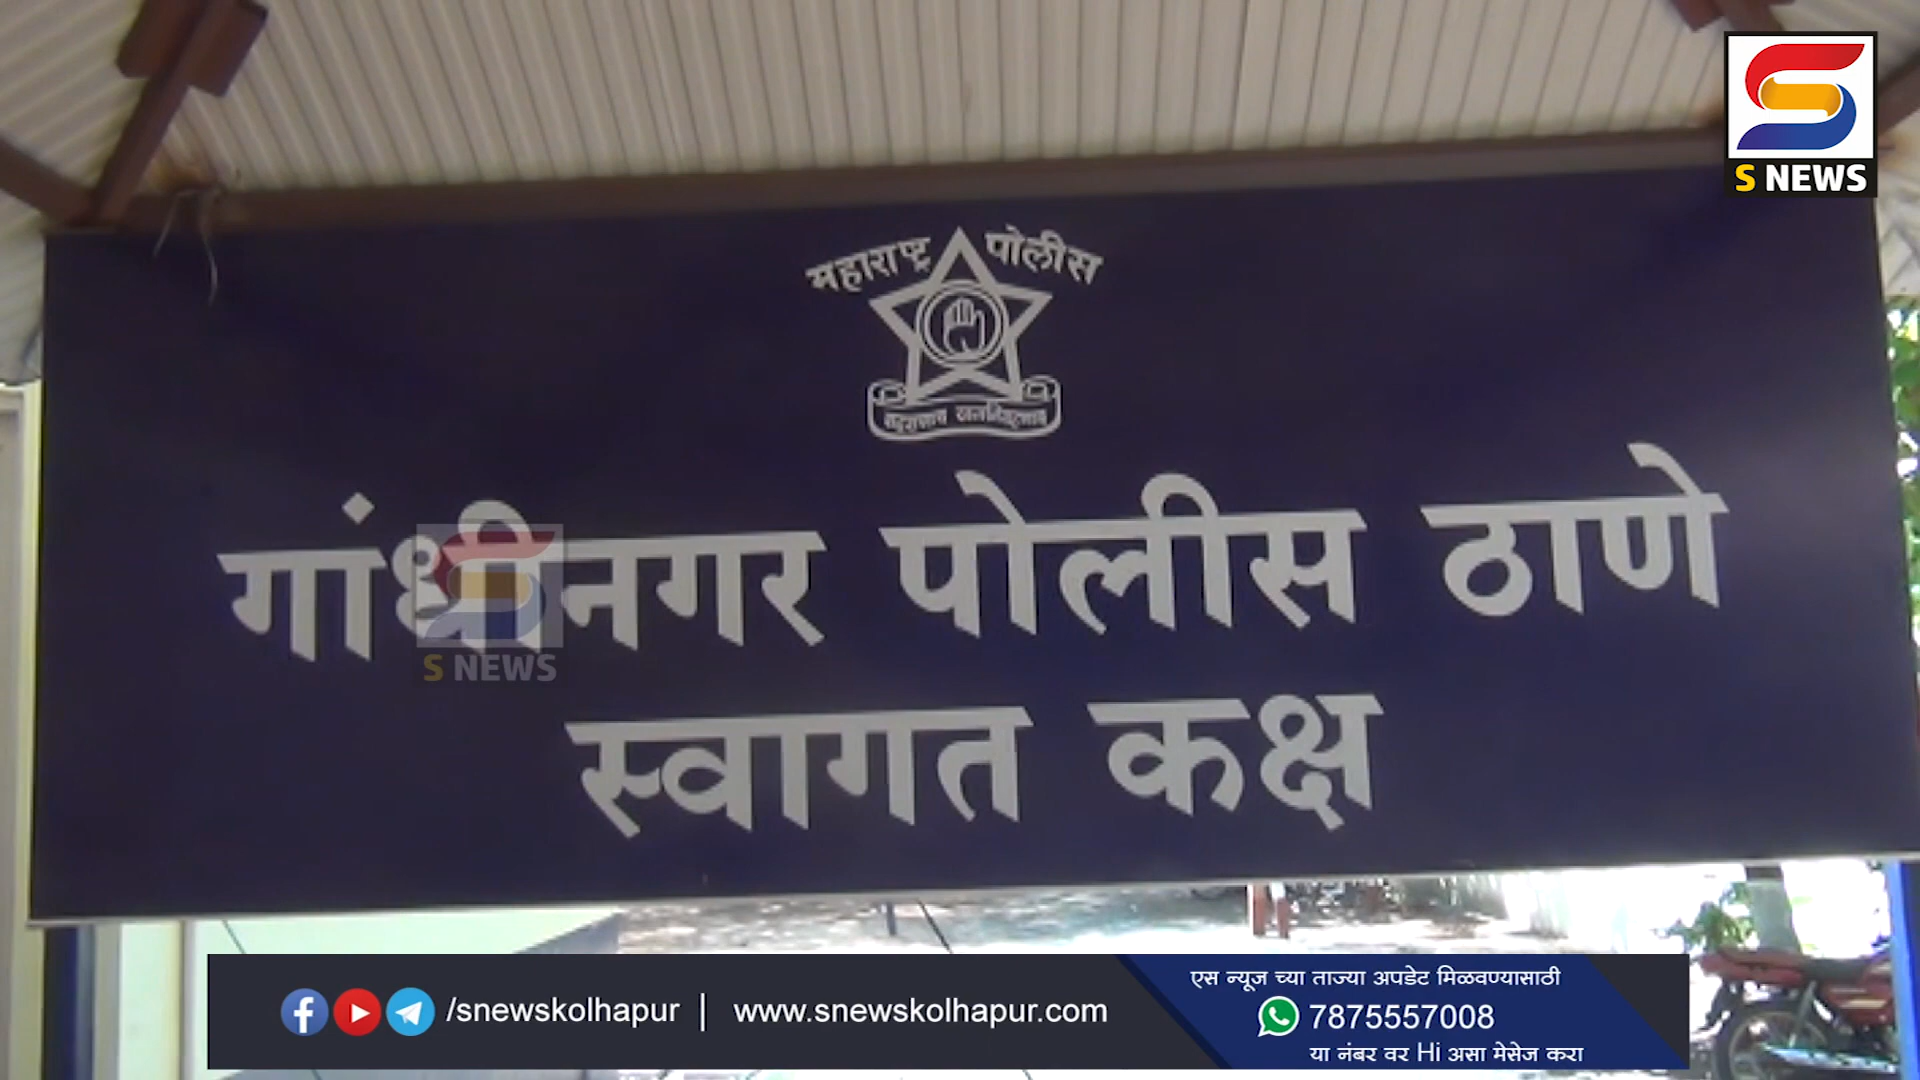 S NEWS
महाराष्ट्र पोलीस
गांधीनगर पोलीस ठाणे
S NEWS
स्वागत कक्ष
/snewskolhapur | www.snewskolhapur.com
एस न्यूज च्या ताज्या अपडेट मिळवण्यासाठी
7875557008
या नंबर वर Hi असा मेसेज करा